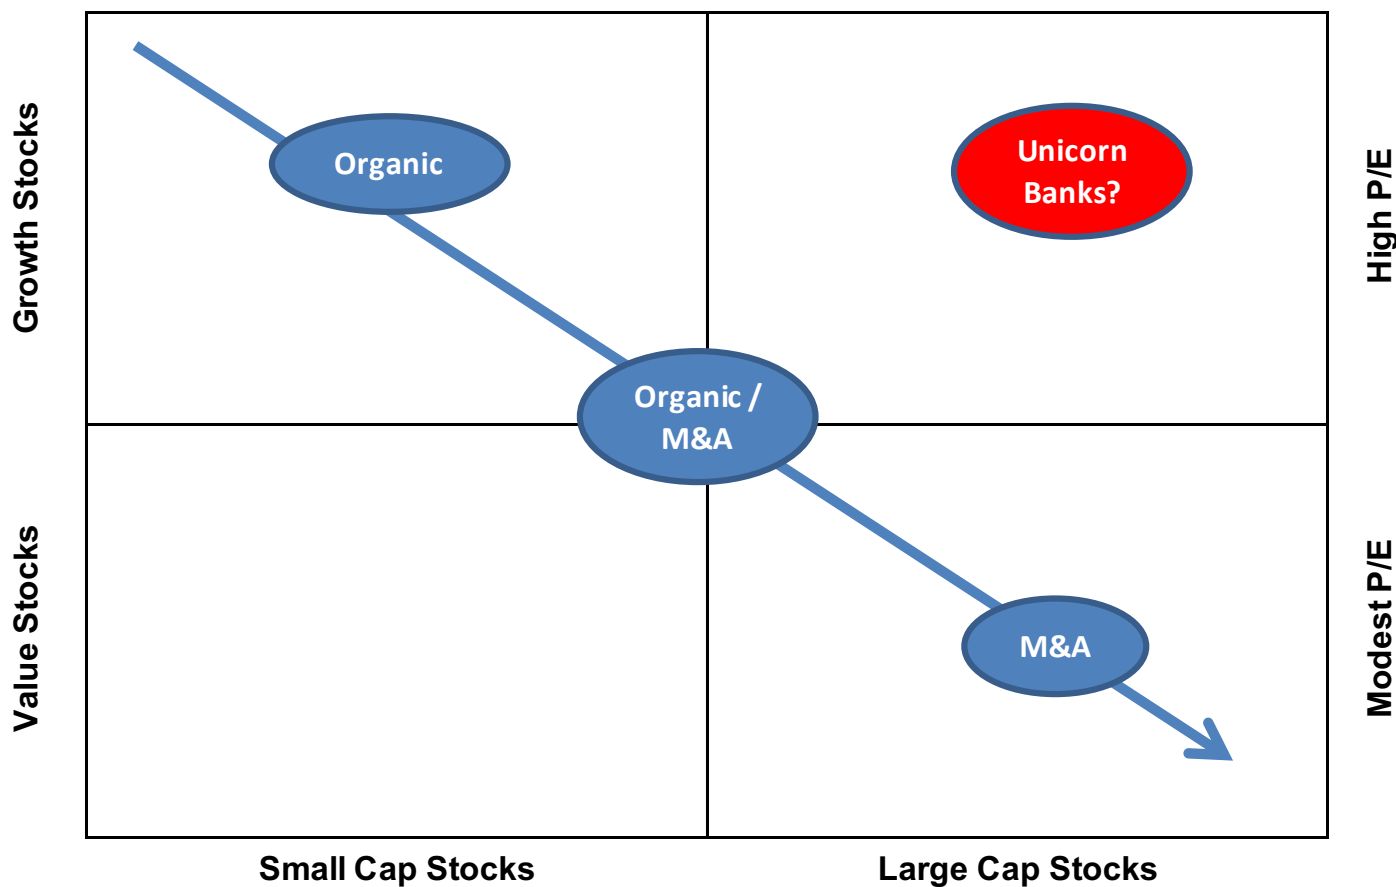 Growth Stocks
Organic
Unicorn
Banks?
High P/E
Organic /
M&A
Value Stocks
M&A
Modest P/E
Small Cap Stocks
Large Cap Stocks